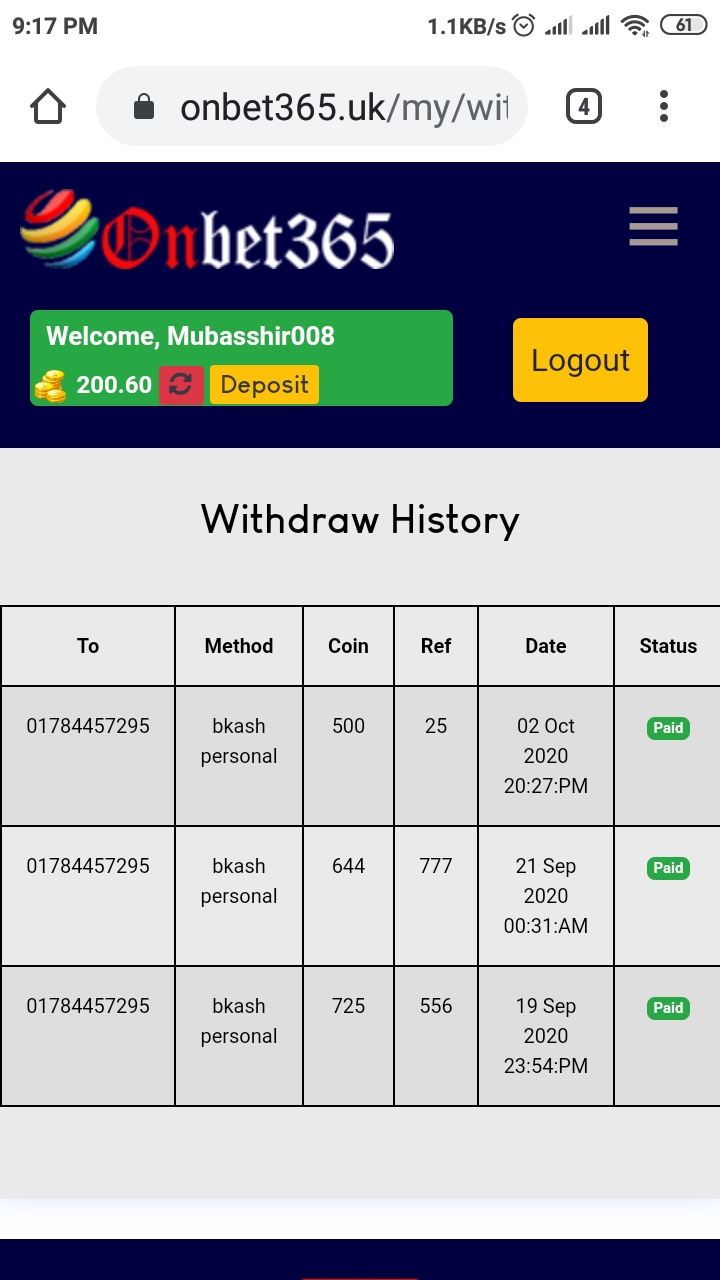 9:17 PM 1.1KB/s 61
onbet365.uk/my/wit 4
Onbet365
Welcome, Mubasshir008
200.60 Deposit
Logout
Withdraw History
To Method Coin Ref Date Status
01784457295 bkash personal 500 25 02 Oct 2020 20:27:PM Paid
01784457295 bkash personal 644 777 21 Sep 2020 00:31:AM Paid
01784457295 bkash personal 725 556 19 Sep 2020 23:54:PM Paid